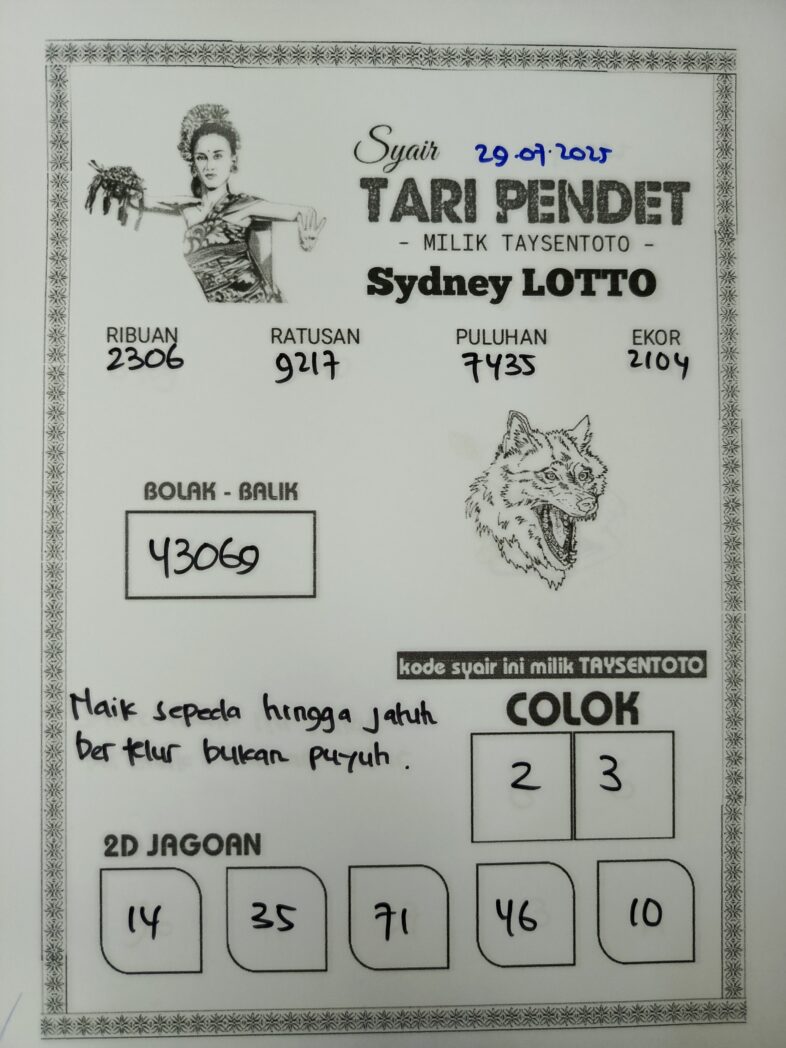 Syair 29.07.2025
TARI PENDET
- MILIK TAYSENTOTO -
Sydney LOTTO
RIBUAN RATUSAN PULUHAN EKOR
2306 9217 7435 2104
BOLAK - BALIK
43069
kode syair ini milik TAYSENTOTO
COLOK
2 3
Naik sepeda hingga jatuh
bertelur bukan puyuh.
2D JAGOAN
14 35 71 46 10